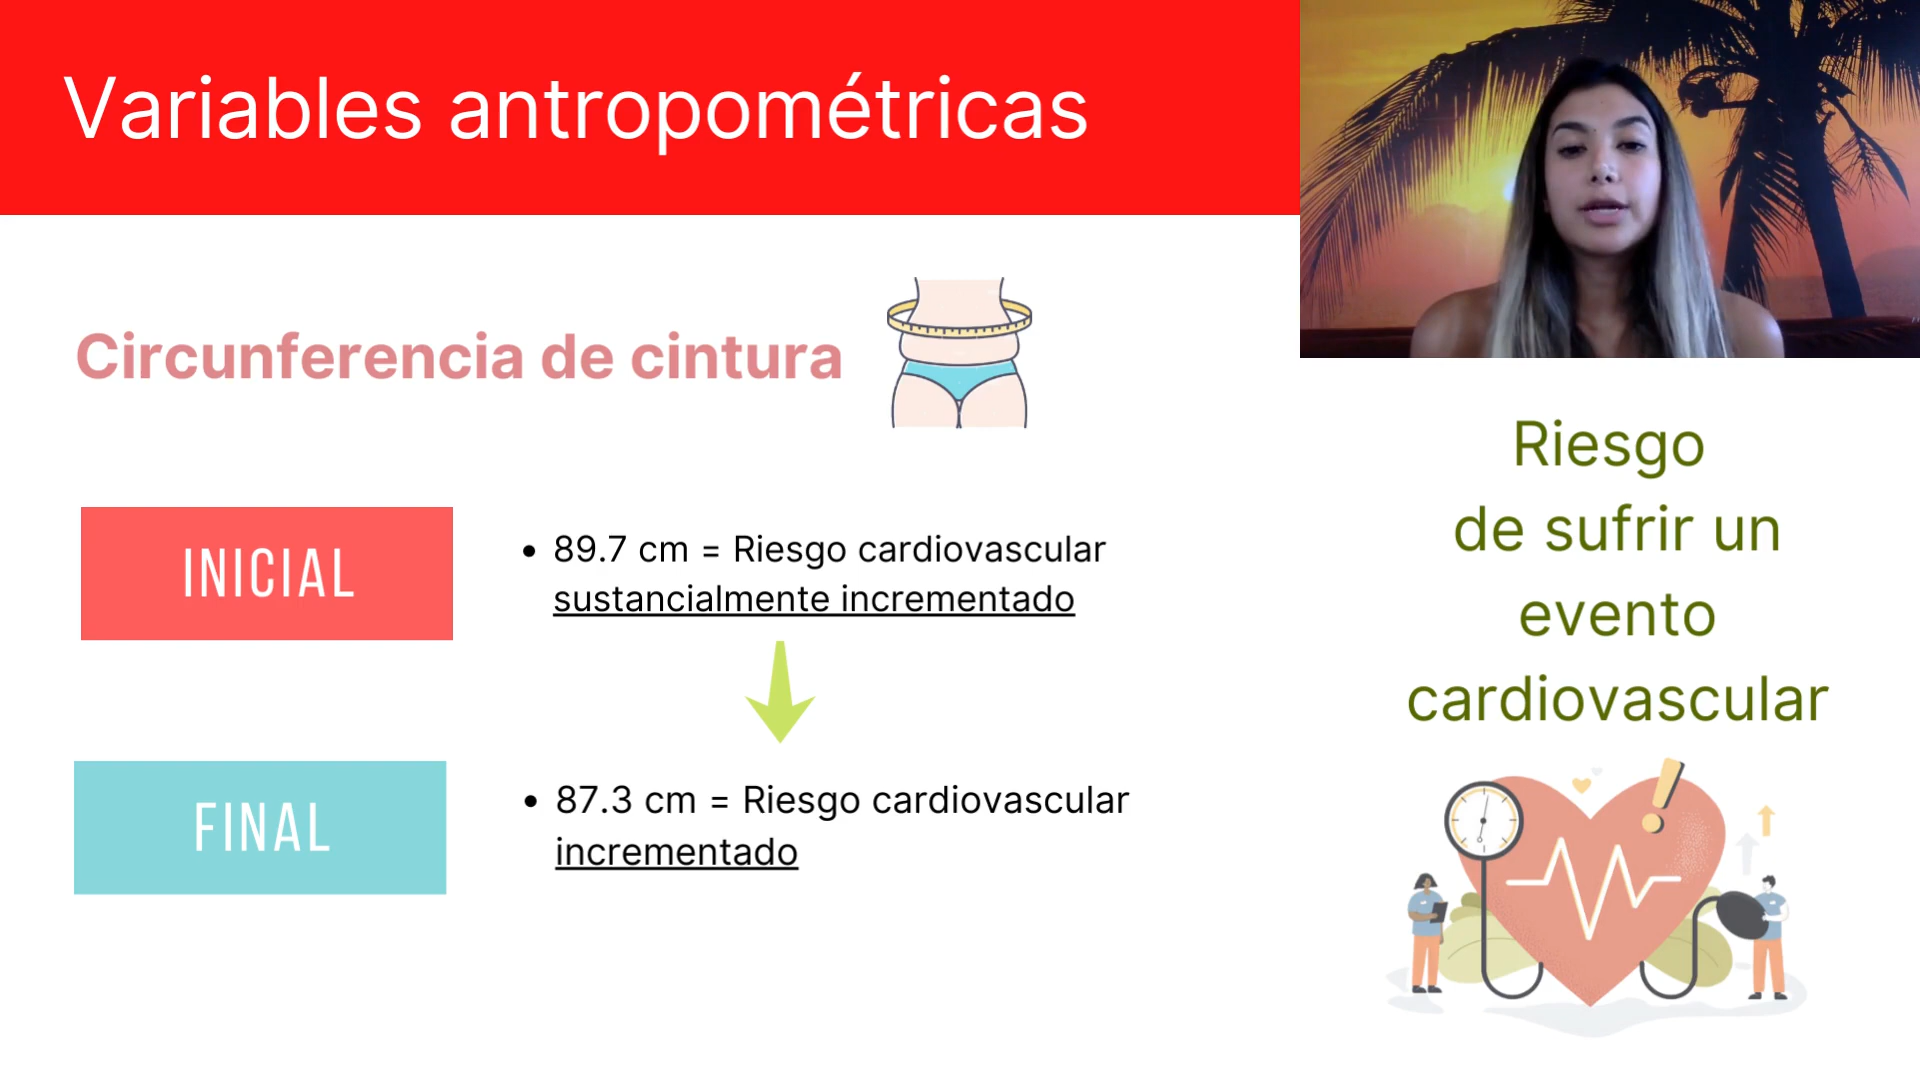 Variables antropométricas
Circunferencia de cintura
INICIAL
• 89.7 cm = Riesgo cardiovascular
sustancialmente incrementado
FINAL
• 87.3 cm = Riesgo cardiovascular
incrementado
Riesgo
de sufrir un
evento
cardiovascular